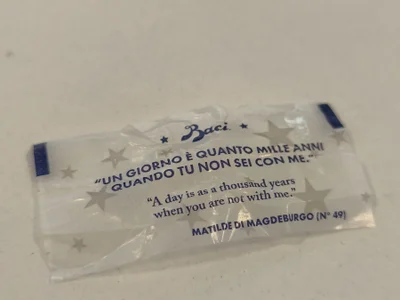 Baci
"UN GIORNO È QUANTO MILLE ANNI
QUANDO TU NON SEI CON ME."
"A day is as a thousand years
when you are not with me."
MATILDE DI MAGDEBURGO (N° 49)